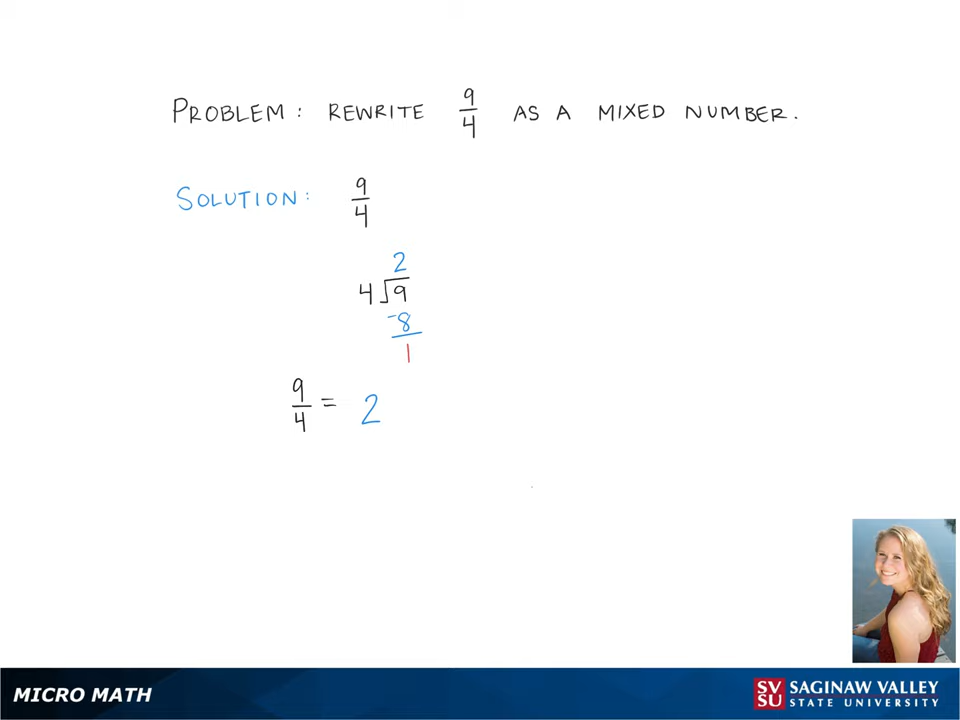 PROBLEM: REWRITE 9/4 AS A MIXED NUMBER.
SOLUTION: 9/4
2
4√9
-8
1
9/4 = 2
MICRO MATH
SVSU SAGINAW VALLEY
STATE UNIVERSITY